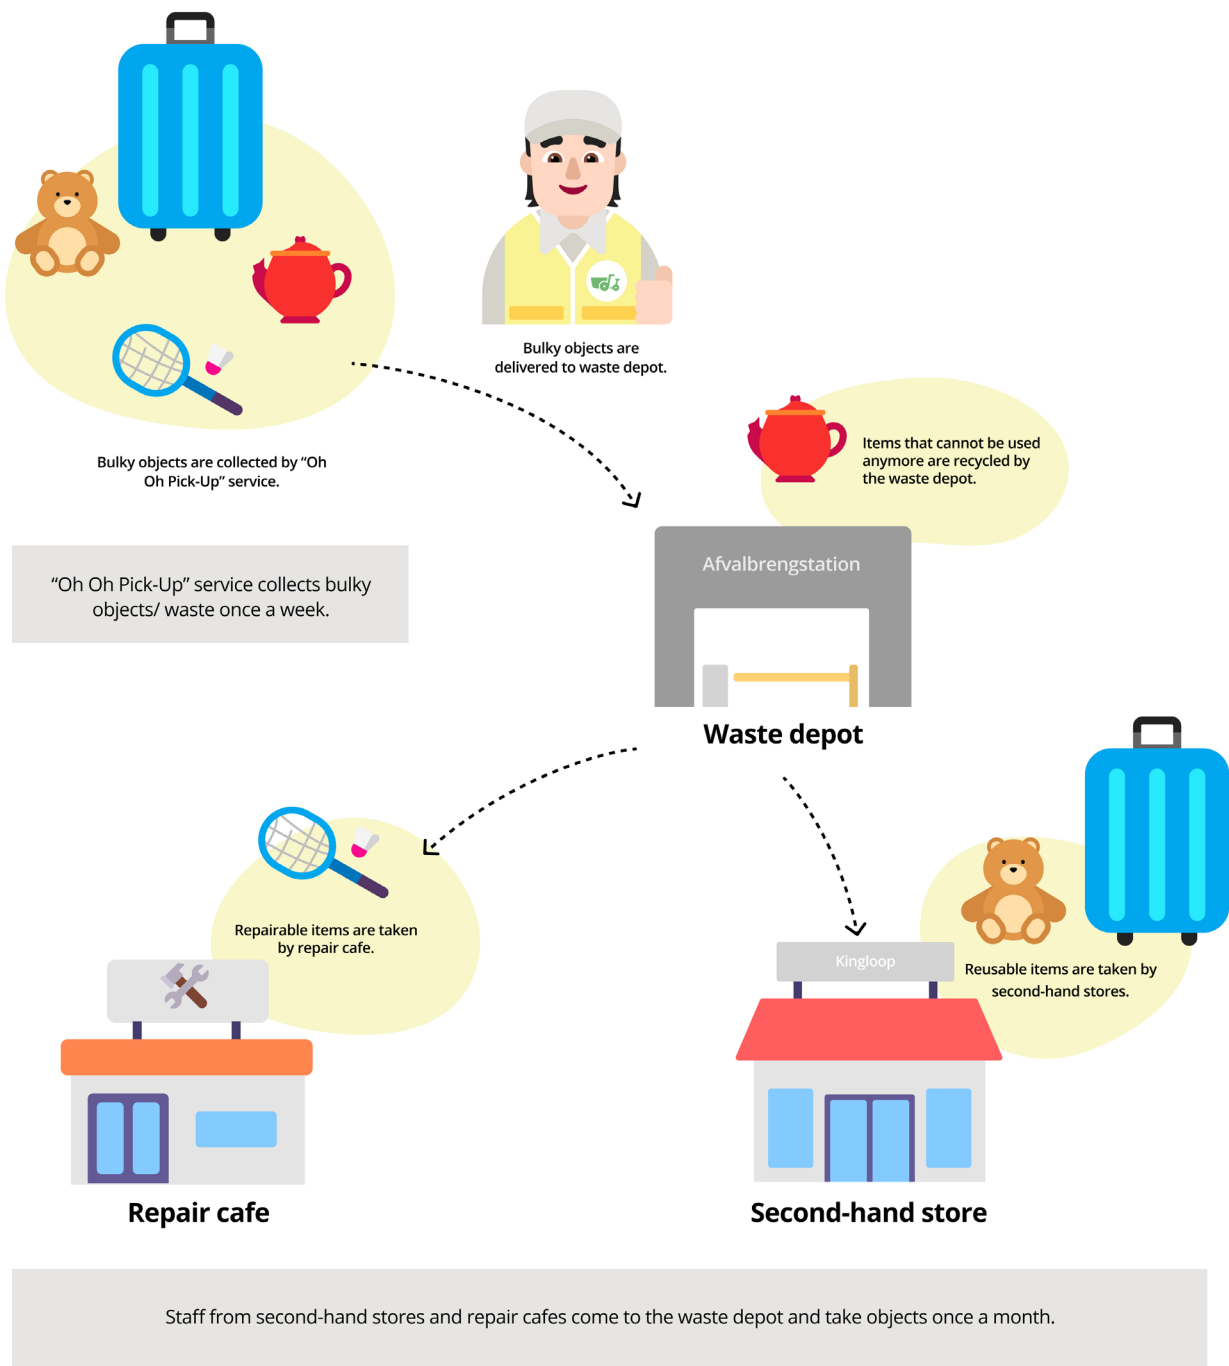 Bulky objects are
delivered to waste depot.
Bulky objects are collected by “Oh
Oh Pick-Up” service.
Items that cannot be used
anymore are recycled by
the waste depot.
“Oh Oh Pick-Up” service collects bulky
objects/ waste once a week.
Afvalbrengstation
Waste depot
Repairable items are taken
by repair cafe.
Kingloop
Reusable items are taken by
second-hand stores.
Repair cafe
Second-hand store
Staff from second-hand stores and repair cafes come to the waste depot and take objects once a month.